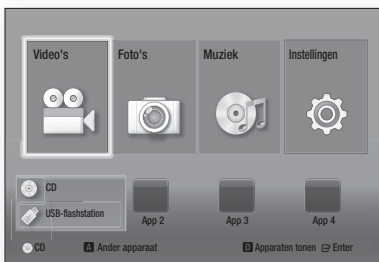 Video's Foto's Muziek Instellingen
CD
USB-flashstation
App 2 App 3 App 4
CD A Ander apparaat D Apparaten tonen Enter